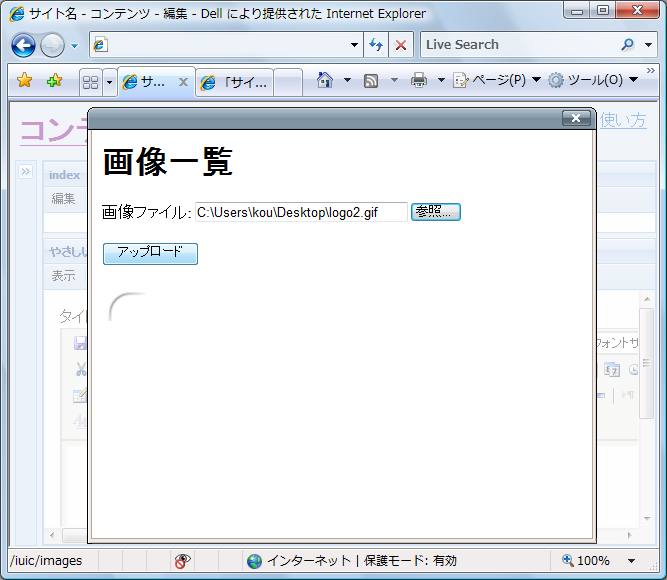 サイト名 - コンテンツ - 編集 - Dell により提供された Internet Explorer
Live Search
サ...
「サイ...
ページ(P)
ツール(O)
コンテ
使い方
画像一覧
index
編集
画像ファイル: C:\Users\kou\Desktop\logo2.gif 参照...
アップロード
やさしい
表示
タイ
フォントサ
/iuic/images
インターネット | 保護モード: 有効
100%